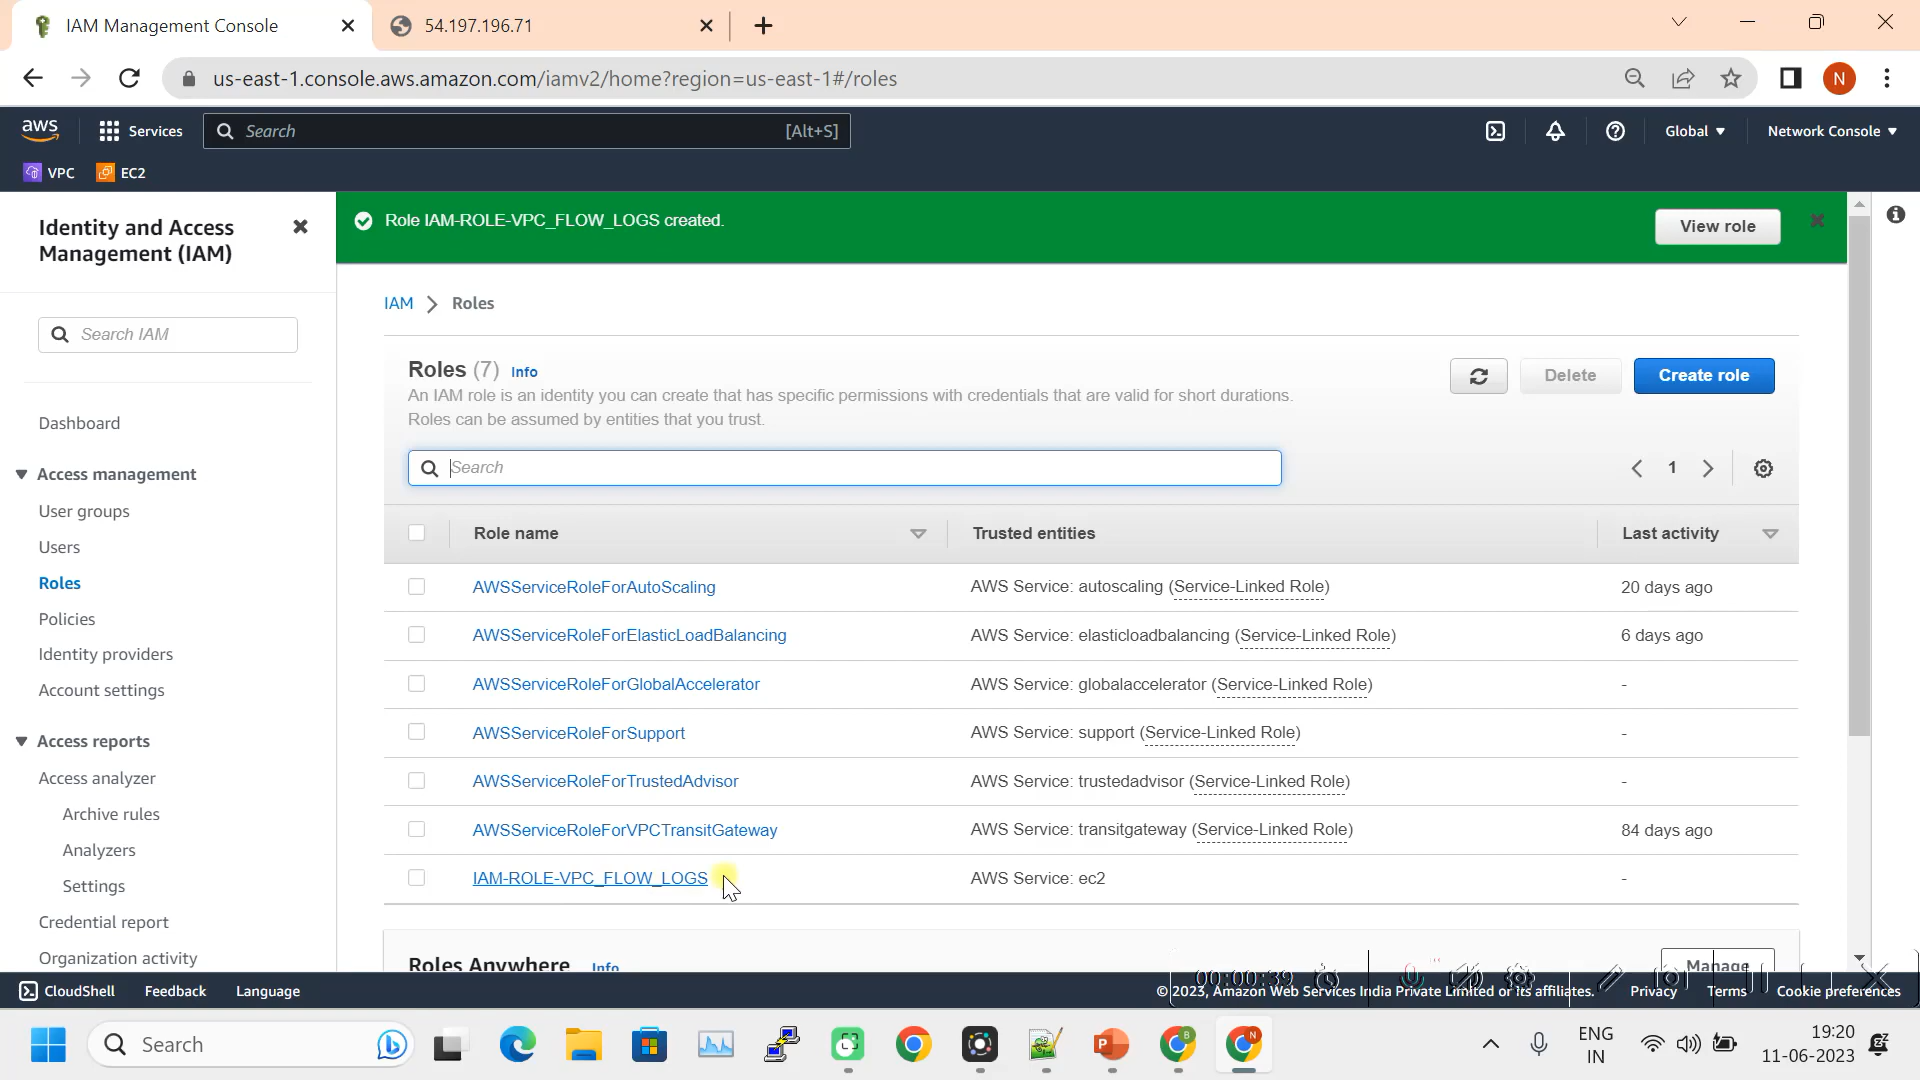 IAM Management Console
54.197.196.71
us-east-1.console.aws.amazon.com/iamv2/home?region=us-east-1#/roles
N
aws
Services
Search
[Alt+S]
Global
Network Console
VPC
EC2
Identity and Access
Management (IAM)
Search IAM
Dashboard
Access management
User groups
Users
Roles
Policies
Identity providers
Account settings
Access reports
Access analyzer
Archive rules
Analyzers
Settings
Credential report
Organization activity
Role IAM-ROLE-VPC_FLOW_LOGS created.
View role
IAM > Roles
Roles (7) Info
An IAM role is an identity you can create that has specific permissions with credentials that are valid for short durations.
Roles can be assumed by entities that you trust.
Delete
Create role
Search
1
Role name Trusted entities Last activity
AWSServiceRoleForAutoScaling AWS Service: autoscaling (Service-Linked Role) 20 days ago
AWSServiceRoleForElasticLoadBalancing AWS Service: elasticloadbalancing (Service-Linked Role) 6 days ago
AWSServiceRoleForGlobalAccelerator AWS Service: globalaccelerator (Service-Linked Role) -
AWSServiceRoleForSupport AWS Service: support (Service-Linked Role) -
AWSServiceRoleForTrustedAdvisor AWS Service: trustedadvisor (Service-Linked Role) -
AWSServiceRoleForVPCTransitGateway AWS Service: transitgateway (Service-Linked Role) 84 days ago
IAM-ROLE-VPC_FLOW_LOGS AWS Service: ec2 -
Roles Anywhere Info
Manage
00:00:39
CloudShell Feedback Language
© 2023, Amazon Web Services India Private Limited or its affiliates. Privacy Terms Cookie preferences
Search
ENG
IN
19:20
11-06-2023